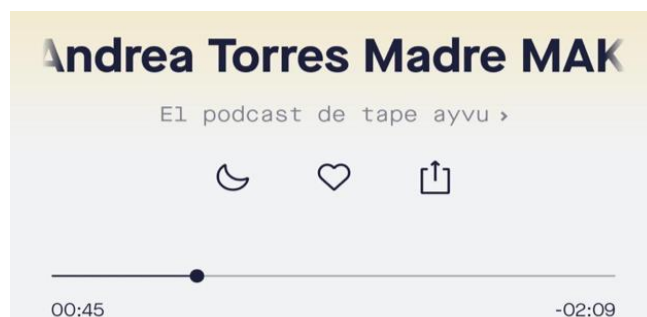 Andrea Torres Madre MAK
El podcast de tape ayvu ›
00:45
-02:09